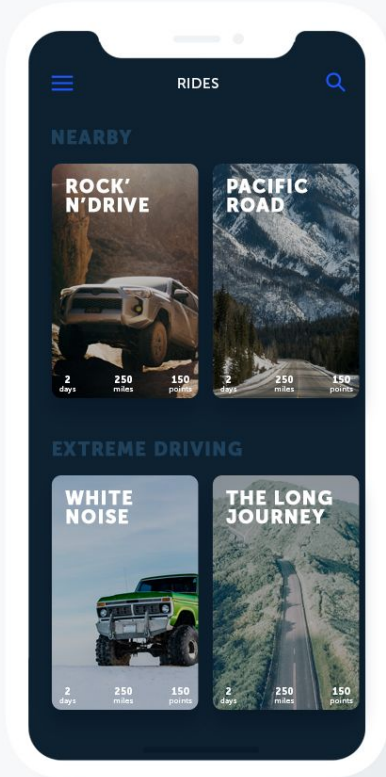 RIDES
NEARBY
ROCK'
N'DRIVE
2 250 150
days miles points
PACIFIC
ROAD
2 250 150
days miles points
EXTREME DRIVING
WHITE
NOISE
2 250 150
days miles points
THE LONG
JOURNEY
2 250 150
days miles points